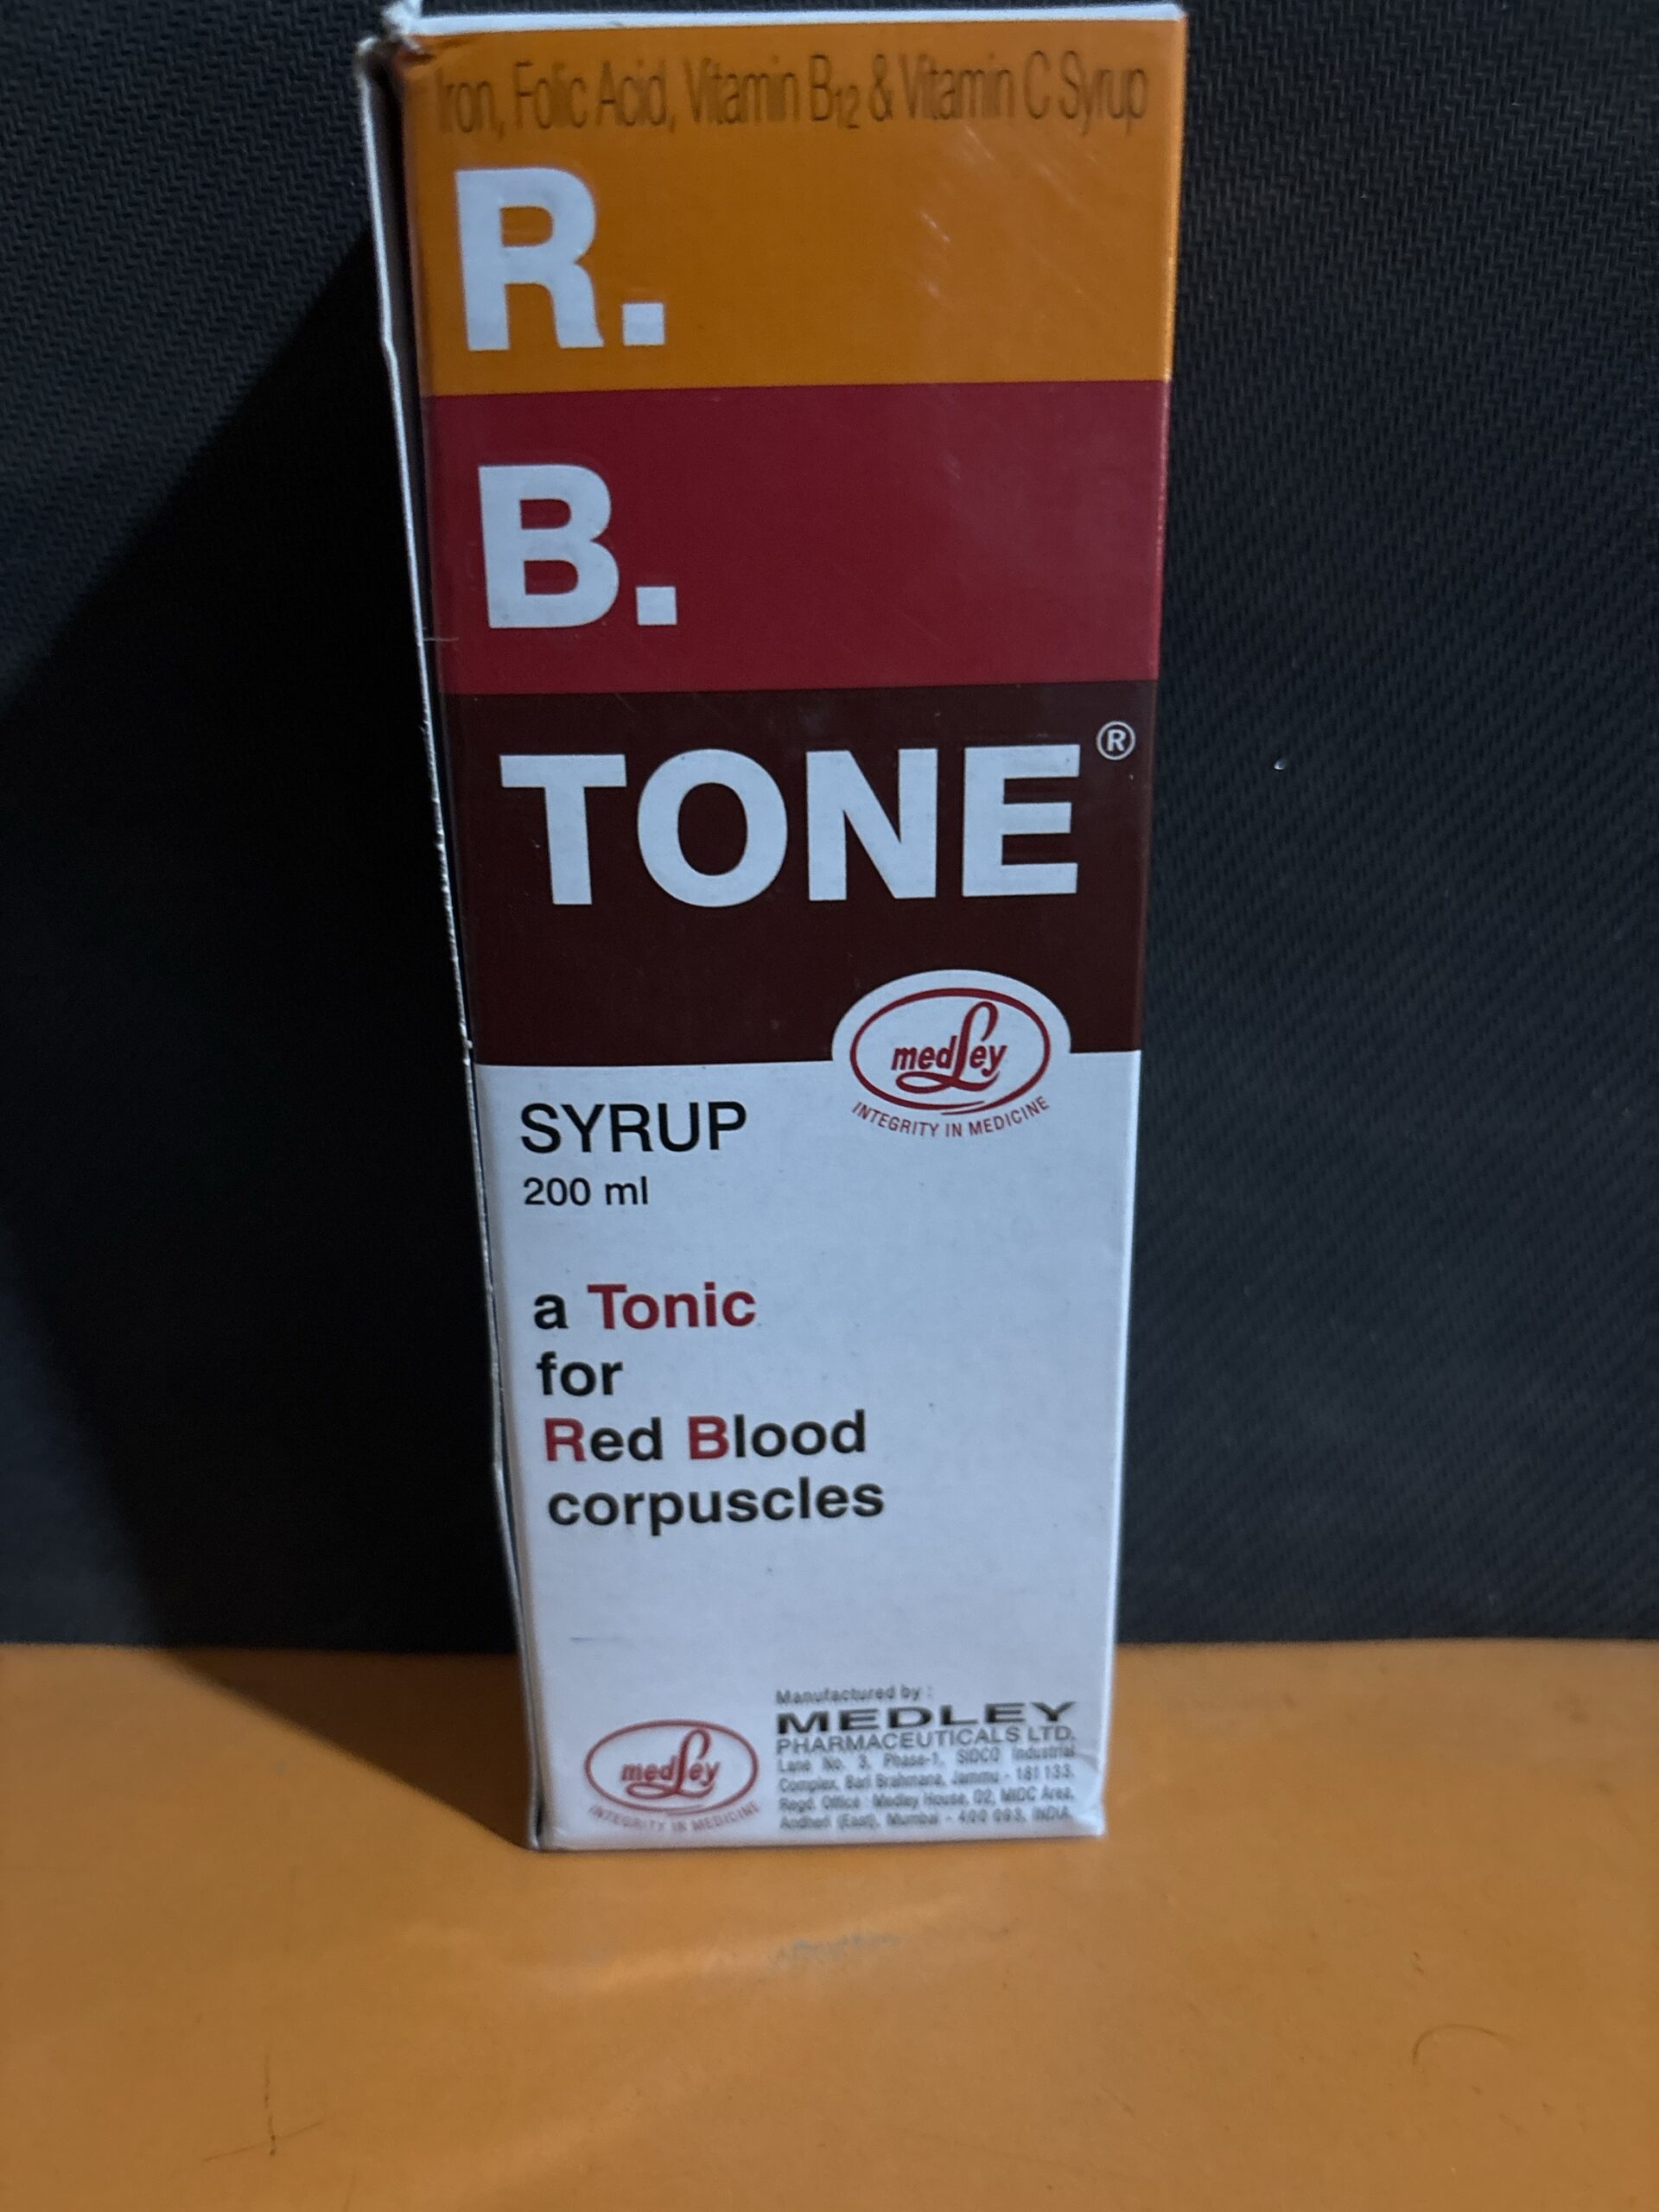 Iron, Folic Acid, Vitamin B12 & Vitamin C Syrup
R.
B.
TONE®
medley
INTEGRITY IN MEDICINE
SYRUP
200 ml
a Tonic
for
Red Blood
corpuscles
Manufactured by :
MEDLEY
PHARMACEUTICALS LTD.
Lane No. 3, Phase-1, SIDCO Industrial
Complex, Bari Brahmana, Jammu - 181 133.
Regd. Office : Medley House, D2, MIDC Area,
Andheri (East), Mumbai - 400 093, INDIA.
medley
INTEGRITY IN MEDICINE